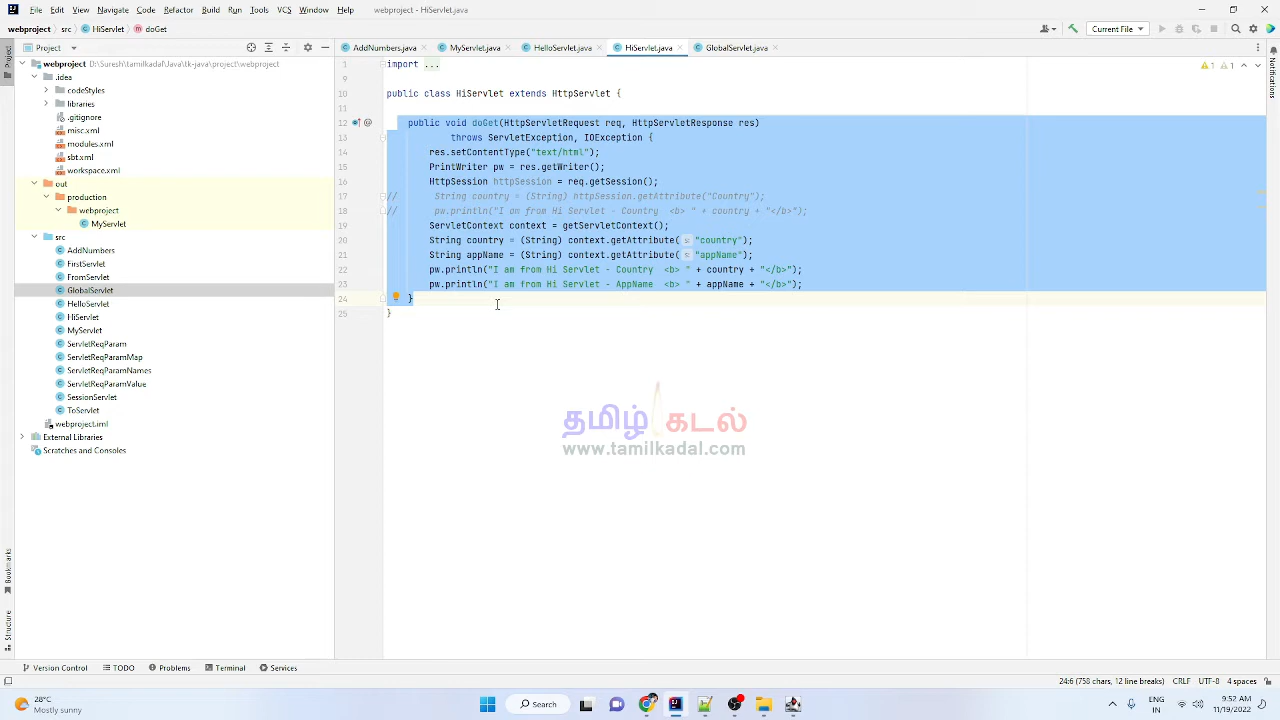 File Edit View Navigate Code Refactor Build Run Tools VCS Window Help webproject - HiServlet.java
webproject src HiServlet doGet Current File
Project
AddNumbers.java MyServlet.java HelloServlet.java HiServlet.java GlobalServlet.java
webproject D:\Suresh\tamilkadal\Java\tk-java\project\webproject
.idea
codeStyles
libraries
.gitignore
misc.xml
modules.xml
sbt.xml
workspace.xml
out
production
webproject
MyServlet
src
AddNumbers
FirstServlet
FromServlet
GlobalServlet
HelloServlet
HiServlet
MyServlet
ServletReqParam
ServletReqParamMap
ServletReqParamNames
ServletReqParamValue
SessionServlet
ToServlet
webproject.iml
External Libraries
Scratches and Consoles
1 import ...
9
10 public class HiServlet extends HttpServlet {
11
12 public void doGet(HttpServletRequest req, HttpServletResponse res)
13 throws ServletException, IOException {
14 res.setContentType("text/html");
15 PrintWriter pw = res.getWriter();
16 HttpSession httpSession = req.getSession();
17 // String country = (String) httpSession.getAttribute("Country");
18 // pw.println("I am from Hi Servlet - Country <b> " + country + "</b>");
19 ServletContext context = getServletContext();
20 String country = (String) context.getAttribute( s: "country");
21 String appName = (String) context.getAttribute( s: "appName");
22 pw.println("I am from Hi Servlet - Country <b> " + country + "</b>");
23 pw.println("I am from Hi Servlet - AppName <b> " + appName + "</b>");
24 }
25 }
1 1
தமிழ் கடல்
www.tamilkadal.com
Project
Bookmarks
Structure
Notifications
Version Control TODO Problems Terminal Services
24:6 (758 chars, 12 line breaks) CRLF UTF-8 4 spaces
28°C
Mostly sunny
Search
ENG
IN
9:52 AM
11/19/2022